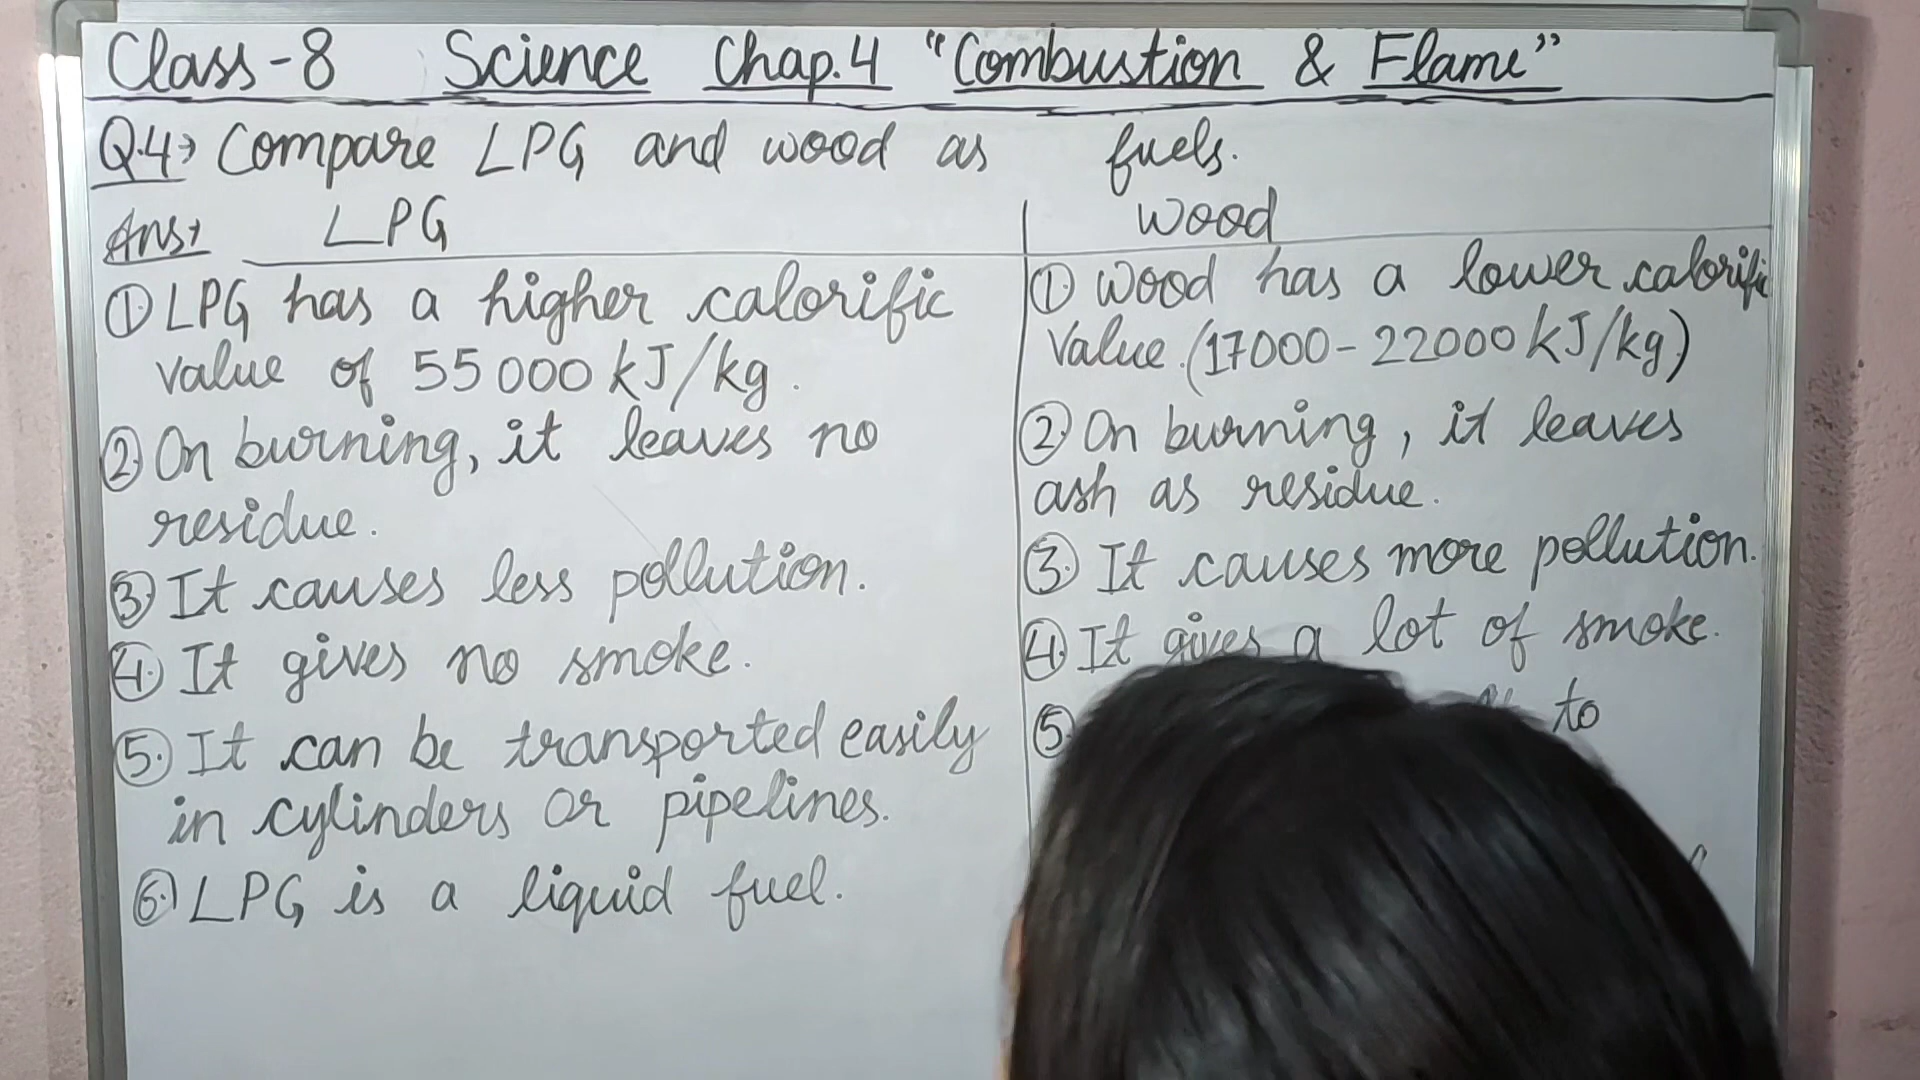 Class-8 Science Chap.4 "Combustion & Flame"
Q.4→ Compare LPG and wood as fuels.
Ans→ LPG
① LPG has a higher calorific
value of 55000 kJ/kg.
② On burning, it leaves no
residue.
③ It causes less pollution.
④ It gives no smoke.
⑤ It can be transported easily
in cylinders or pipelines.
⑥ LPG is a liquid fuel.
Wood
① Wood has a lower calorific
value.(17000-22000kJ/kg)
② On burning, it leaves
ash as residue.
③ It causes more pollution.
④ It gives a lot of smoke.
⑤ to